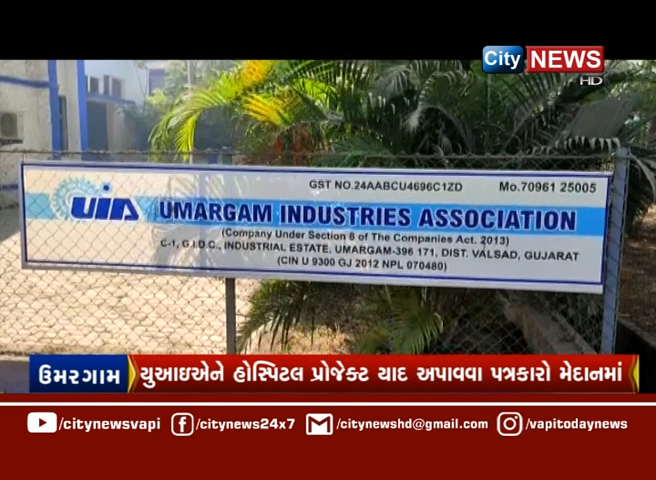 City NEWS
HD
GST NO.24AABCU4696C1ZD Mo.70961 25005
UIA UMARGAM INDUSTRIES ASSOCIATION
(Company Under Section 8 of The Companies Act. 2013)
C-1, G.I.D.C., INDUSTRIAL ESTATE, UMARGAM-396 171, DIST. VALSAD, GUJARAT
(CIN U 9300 GJ 2012 NPL 070480)
ઉમરગામ યુઆઇએને હોસ્પિટલ પ્રોજેક્ટ યાદ અપાવવા પત્રકારો મેદાનમાં
/citynewsvapi /citynews24x7 /citynewshd@gmail.com /vapitodaynews